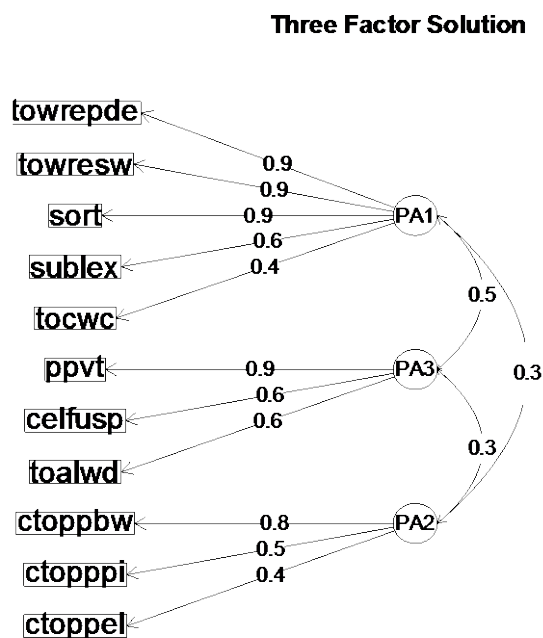 Three Factor Solution
towrepde
0.9
towresw
0.9
sort
0.9
PA1
sublex
0.6
0.4
0.5
tocwc
ppvt
0.9
PA3
0.3
celfusp
0.6
0.6
0.3
toalwd
ctoppbw
0.8
PA2
ctopppi
0.5
0.4
ctoppel